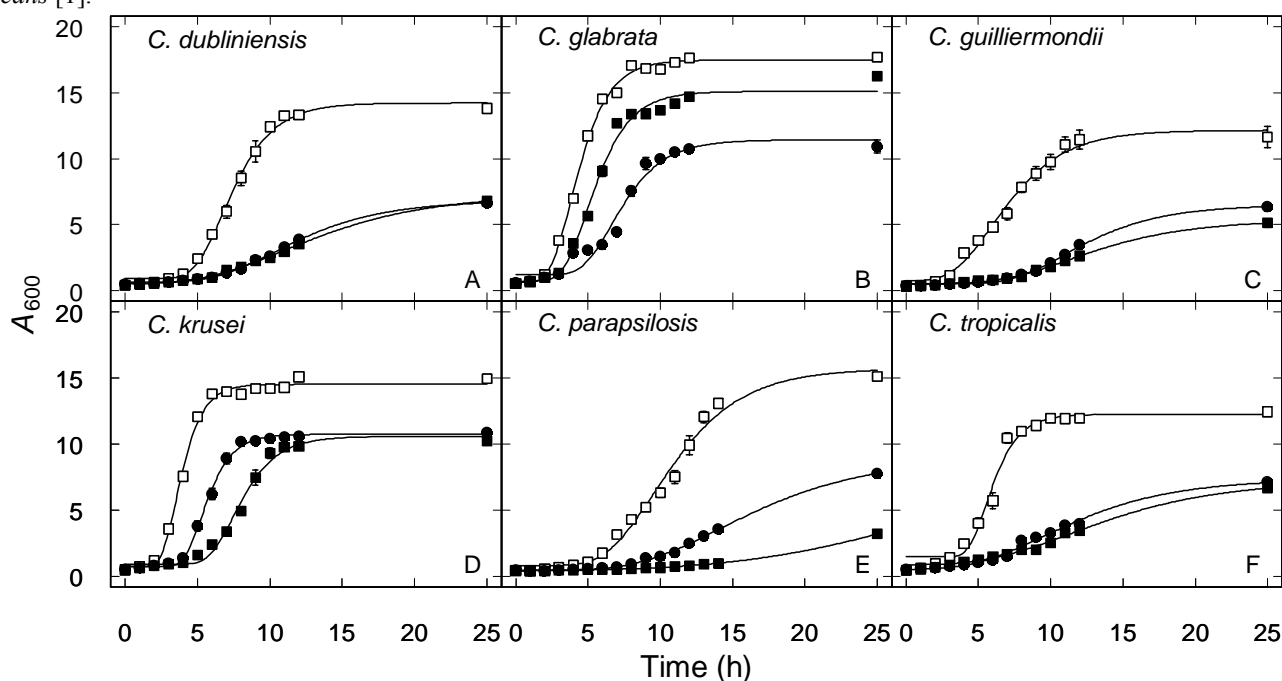 eans [1].
C. dubliniensis
C. glabrata
C. guilliermondii
20
15
10
5
0
A
B
C
A600
C. krusei
C. parapsilosis
C. tropicalis
20
15
10
5
0
D
E
F
0 5 10 15 20 25 0 5 10 15 20 25 0 5 10 15 20 25
Time (h)